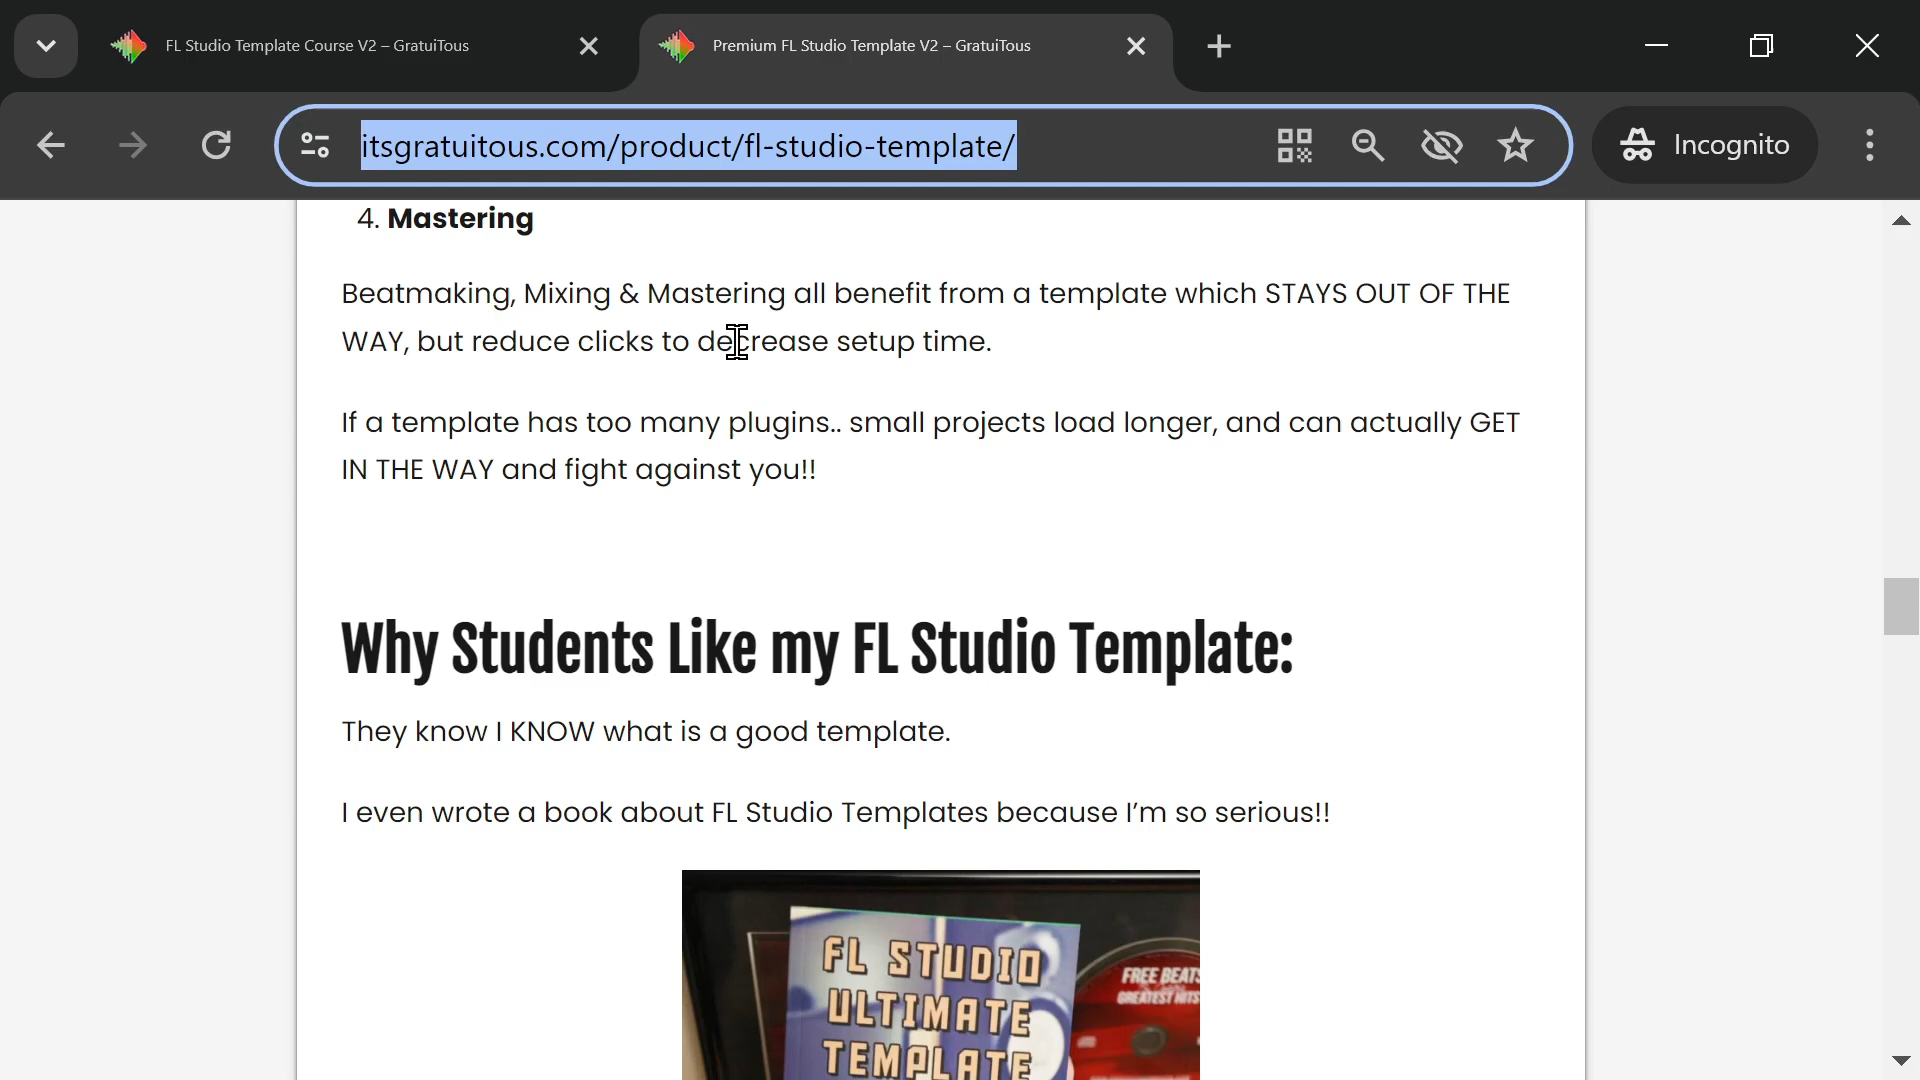 FL Studio Template Course V2 – GratuiTous
Premium FL Studio Template V2 – GratuiTous
itsgratuitous.com/product/fl-studio-template/
Incognito
4. Mastering
Beatmaking, Mixing & Mastering all benefit from a template which STAYS OUT OF THE
WAY, but reduce clicks to decrease setup time.
If a template has too many plugins.. small projects load longer, and can actually GET
IN THE WAY and fight against you!!
Why Students Like my FL Studio Template:
They know I KNOW what is a good template.
I even wrote a book about FL Studio Templates because I'm so serious!!
FL STUDIO
ULTIMATE
TEMPLATE
FREE BEATS
GREATEST HITS